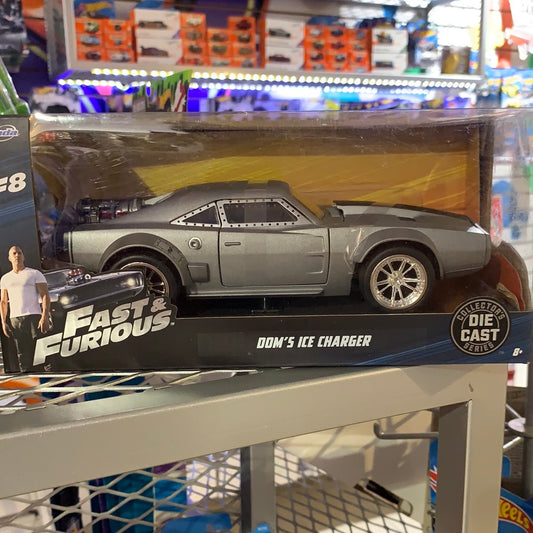 F8
FAST &
FURIOUS
DOM'S ICE CHARGER
COLLECTOR'S
DIE
CAST
SERIES
8+